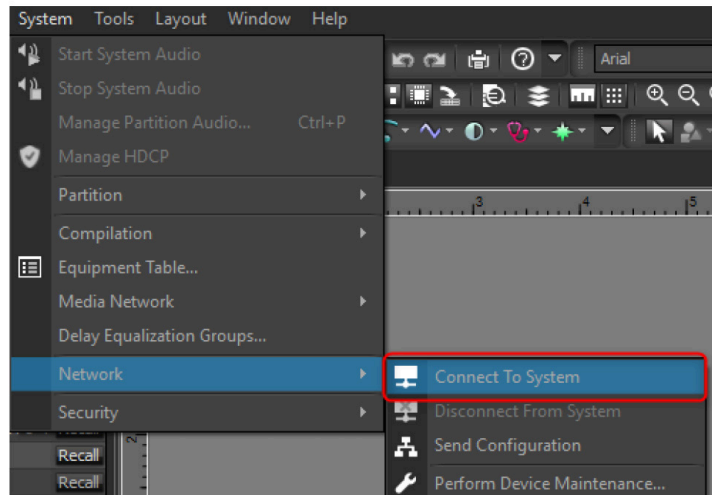 System Tools Layout Window Help
Start System Audio
Arial
Stop System Audio
Manage Partition Audio... Ctrl+P
Manage HDCP
Partition
3 4 5
Compilation
Equipment Table...
Media Network
Delay Equalization Groups...
Network
Connect To System
Disconnect From System
Security
Send Configuration
Recall
2
Recall
Perform Device Maintenance...